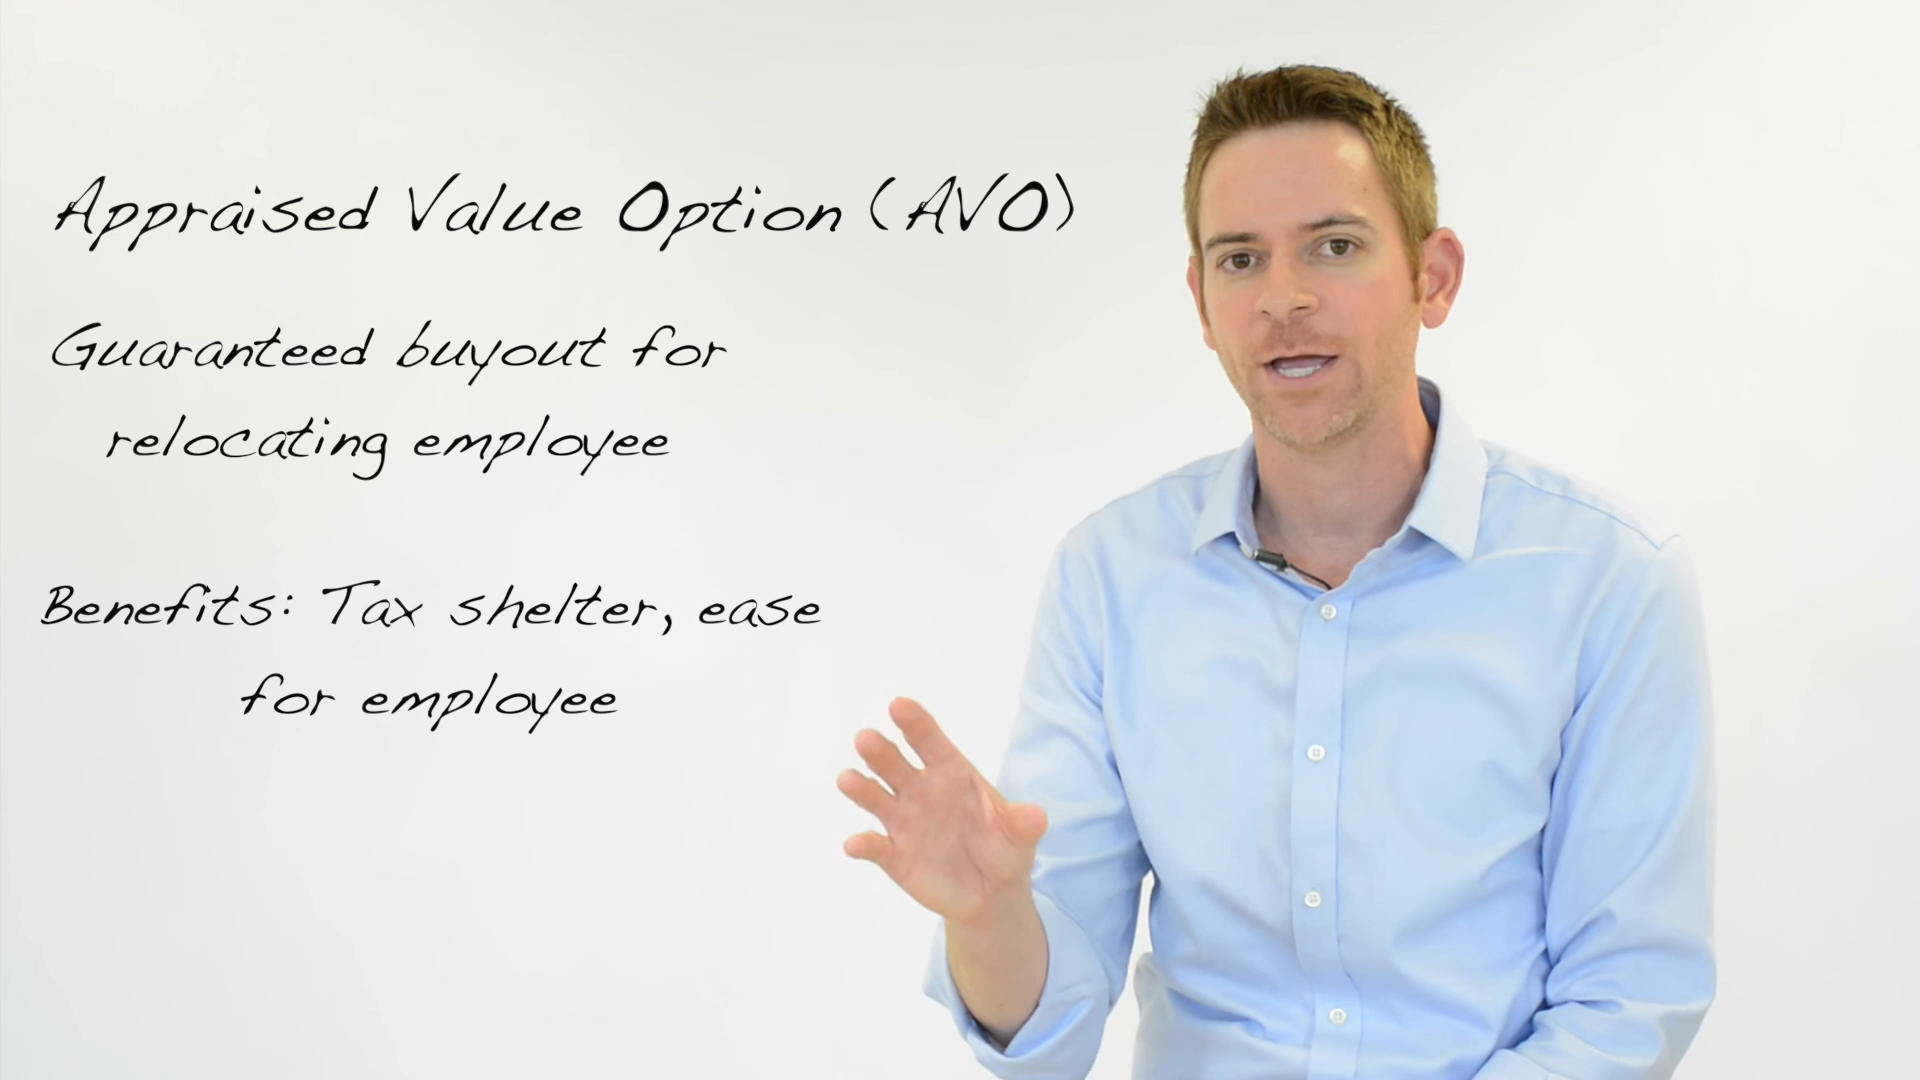 Appraised Value Option (AVO)
Guaranteed buyout for
relocating employee
Benefits: Tax shelter, ease
for employee